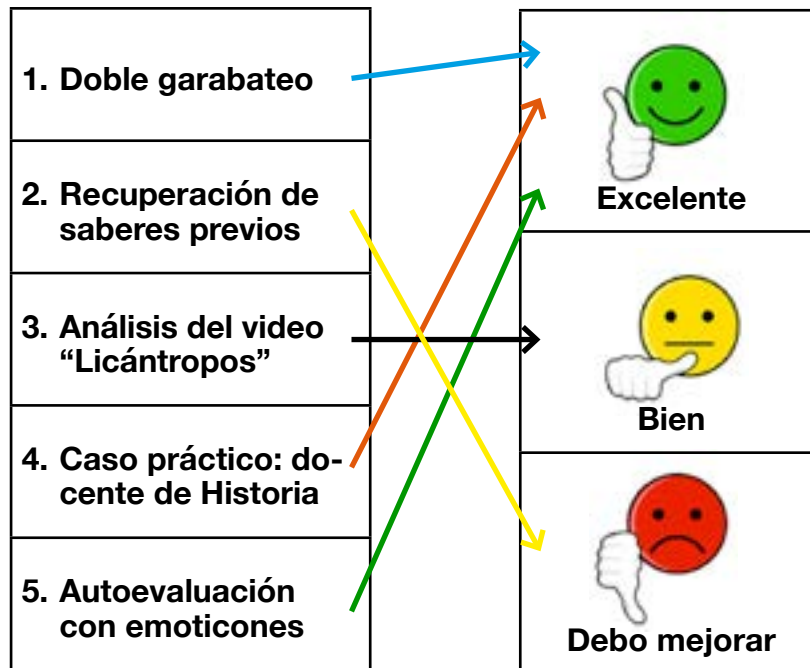 1. Doble garabateo
2. Recuperación de
saberes previos
3. Análisis del video
“Licántropos”
4. Caso práctico: do-
cente de Historia
5. Autoevaluación
con emoticones
Excelente
Bien
Debo mejorar